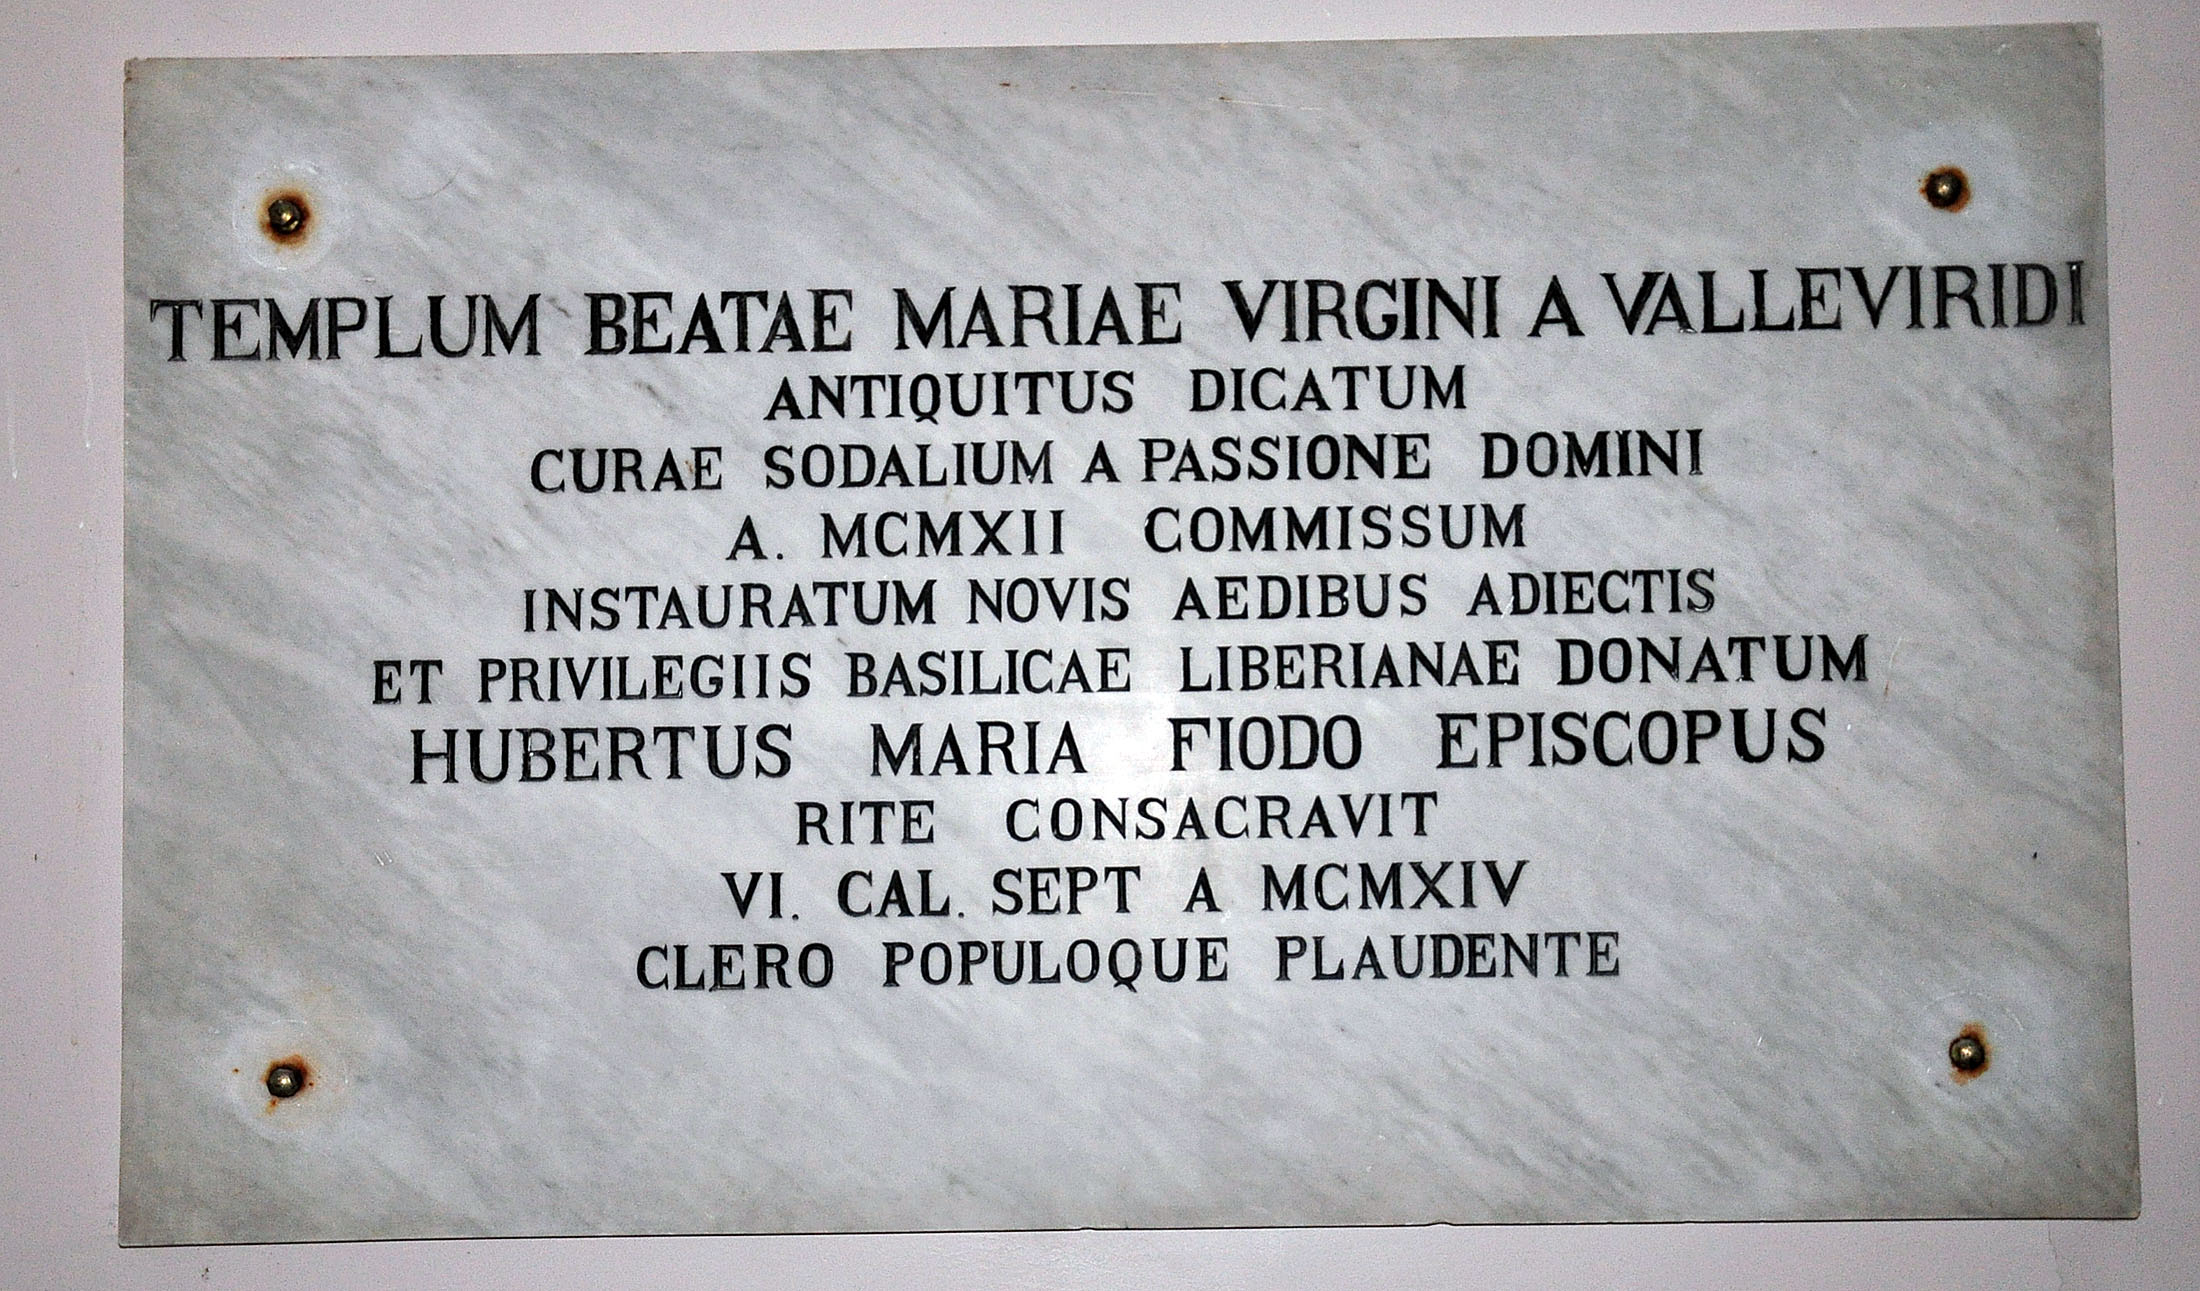 TEMPLUM BEATAE MARIAE VIRGINI A VALLEVIRIDI
ANTIQUITUS DICATUM
CURAE SODALIUM A PASSIONE DOMINI
A. MCMXII COMMISSUM
INSTAURATUM NOVIS AEDIBUS ADIECTIS
ET PRIVILEGIIS BASILICAE LIBERIANAE DONATUM
HUBERTUS MARIA FIODO EPISCOPUS
RITE CONSACRAVIT
VI. CAL. SEPT A MCMXIV
CLERO POPULOQUE PLAUDENTE